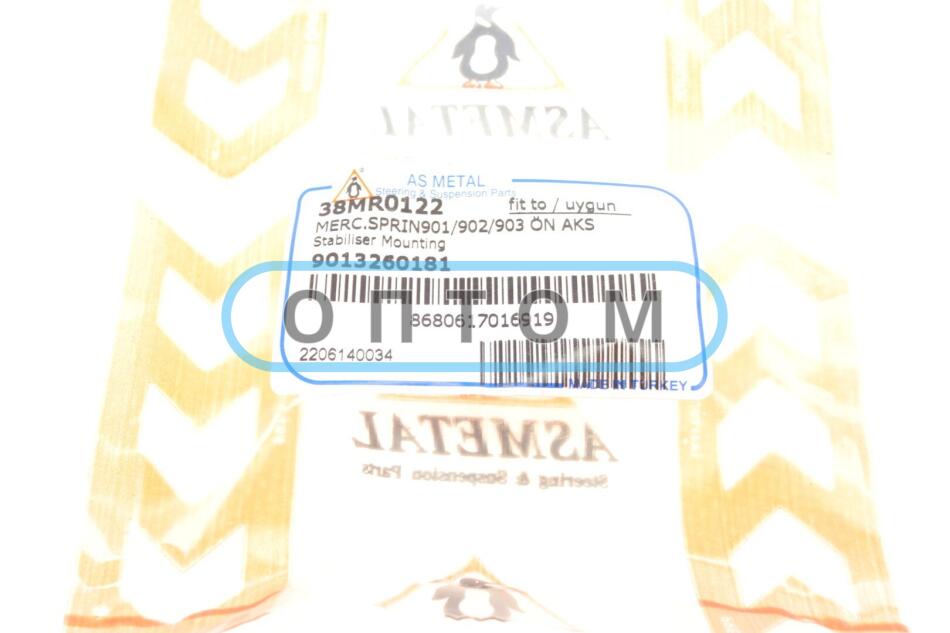 ASMETAL
AS METAL
Steering & Suspension Parts
38MR0122 fit to / uygun
MERC.SPRIN901/902/903 ÖN AKS
Stabiliser Mounting
9013260181
ОПТОМ
8680617016919
2206140034
MADE IN TURKEY
ASMETAL
Steering & Suspension Parts